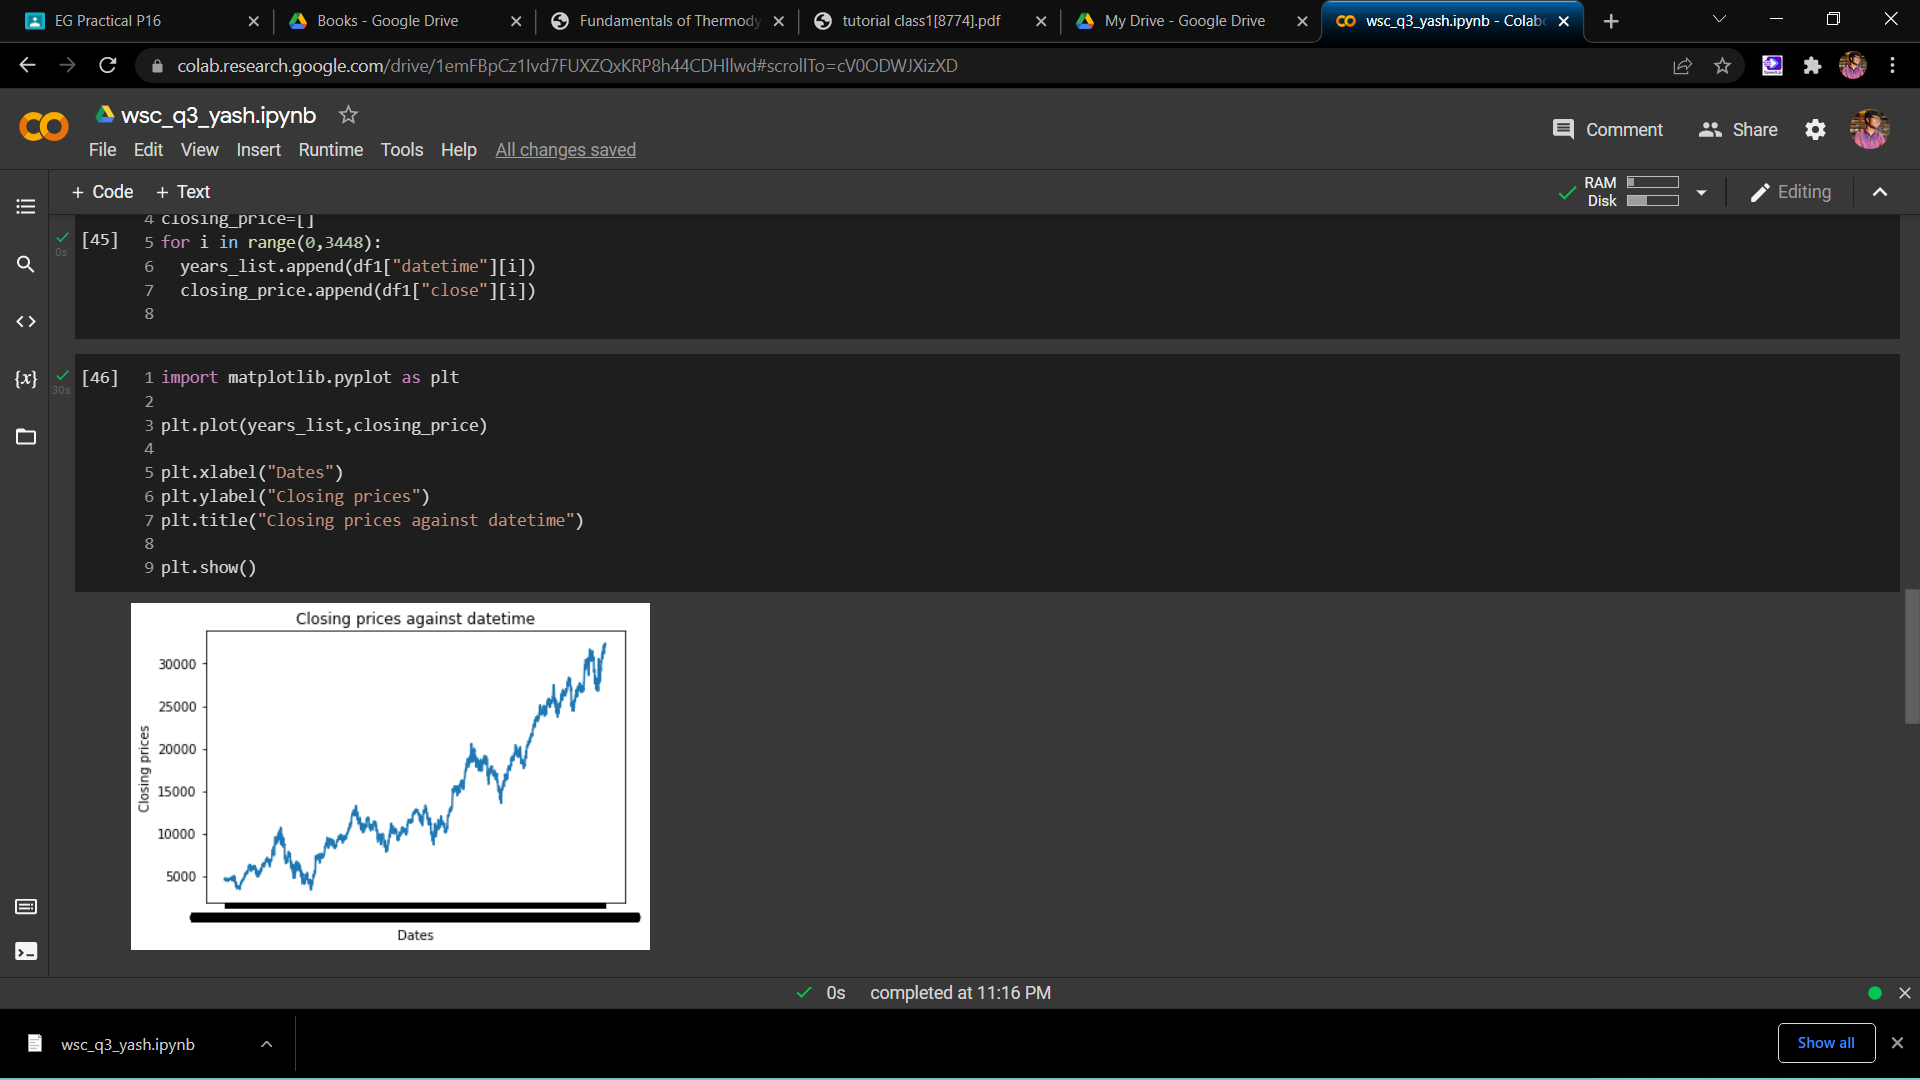 EG Practical P16
Books - Google Drive
Fundamentals of Thermody
tutorial class1[8774].pdf
My Drive - Google Drive
wsc_q3_yash.ipynb - Colab
colab.research.google.com/drive/1emFBpCz1Ivd7FUXZQxKRP8h44CDHllwd#scrollTo=cV0ODWJXizXD
wsc_q3_yash.ipynb
Comment
Share
File Edit View Insert Runtime Tools Help All changes saved
+ Code + Text
RAM
Disk
Editing
4 closing_price=[]
[45] 5 for i in range(0,3448):
0s
6 years_list.append(df1["datetime"][i])
7 closing_price.append(df1["close"][i])
8
{x}
[46] 1 import matplotlib.pyplot as plt
30s
2
3 plt.plot(years_list,closing_price)
4
5 plt.xlabel("Dates")
6 plt.ylabel("Closing prices")
7 plt.title("Closing prices against datetime")
8
9 plt.show()
Closing prices against datetime
30000
25000
20000
15000
10000
5000
Closing prices
Dates
0s completed at 11:16 PM
wsc_q3_yash.ipynb
Show all